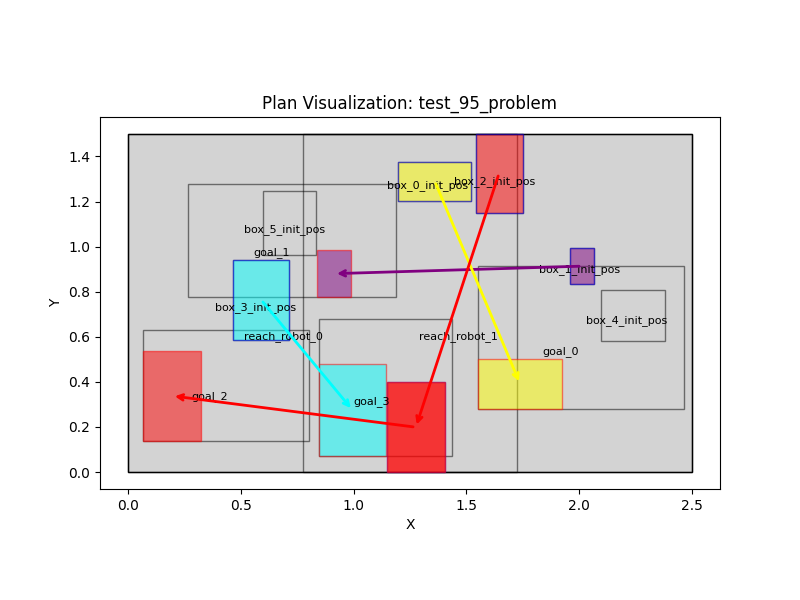 Plan Visualization: test_95_problem
1.4
1.2
1.0
0.8
0.6
0.4
0.2
0.0
Y
box_0_init_pos
box_2_init_pos
box_5_init_pos
goal_1
box_1_init_pos
box_3_init_pos
box_4_init_pos
reach_robot_0
reach_robot_1
goal_0
goal_2
goal_3
0.0 0.5 1.0 1.5 2.0 2.5
X